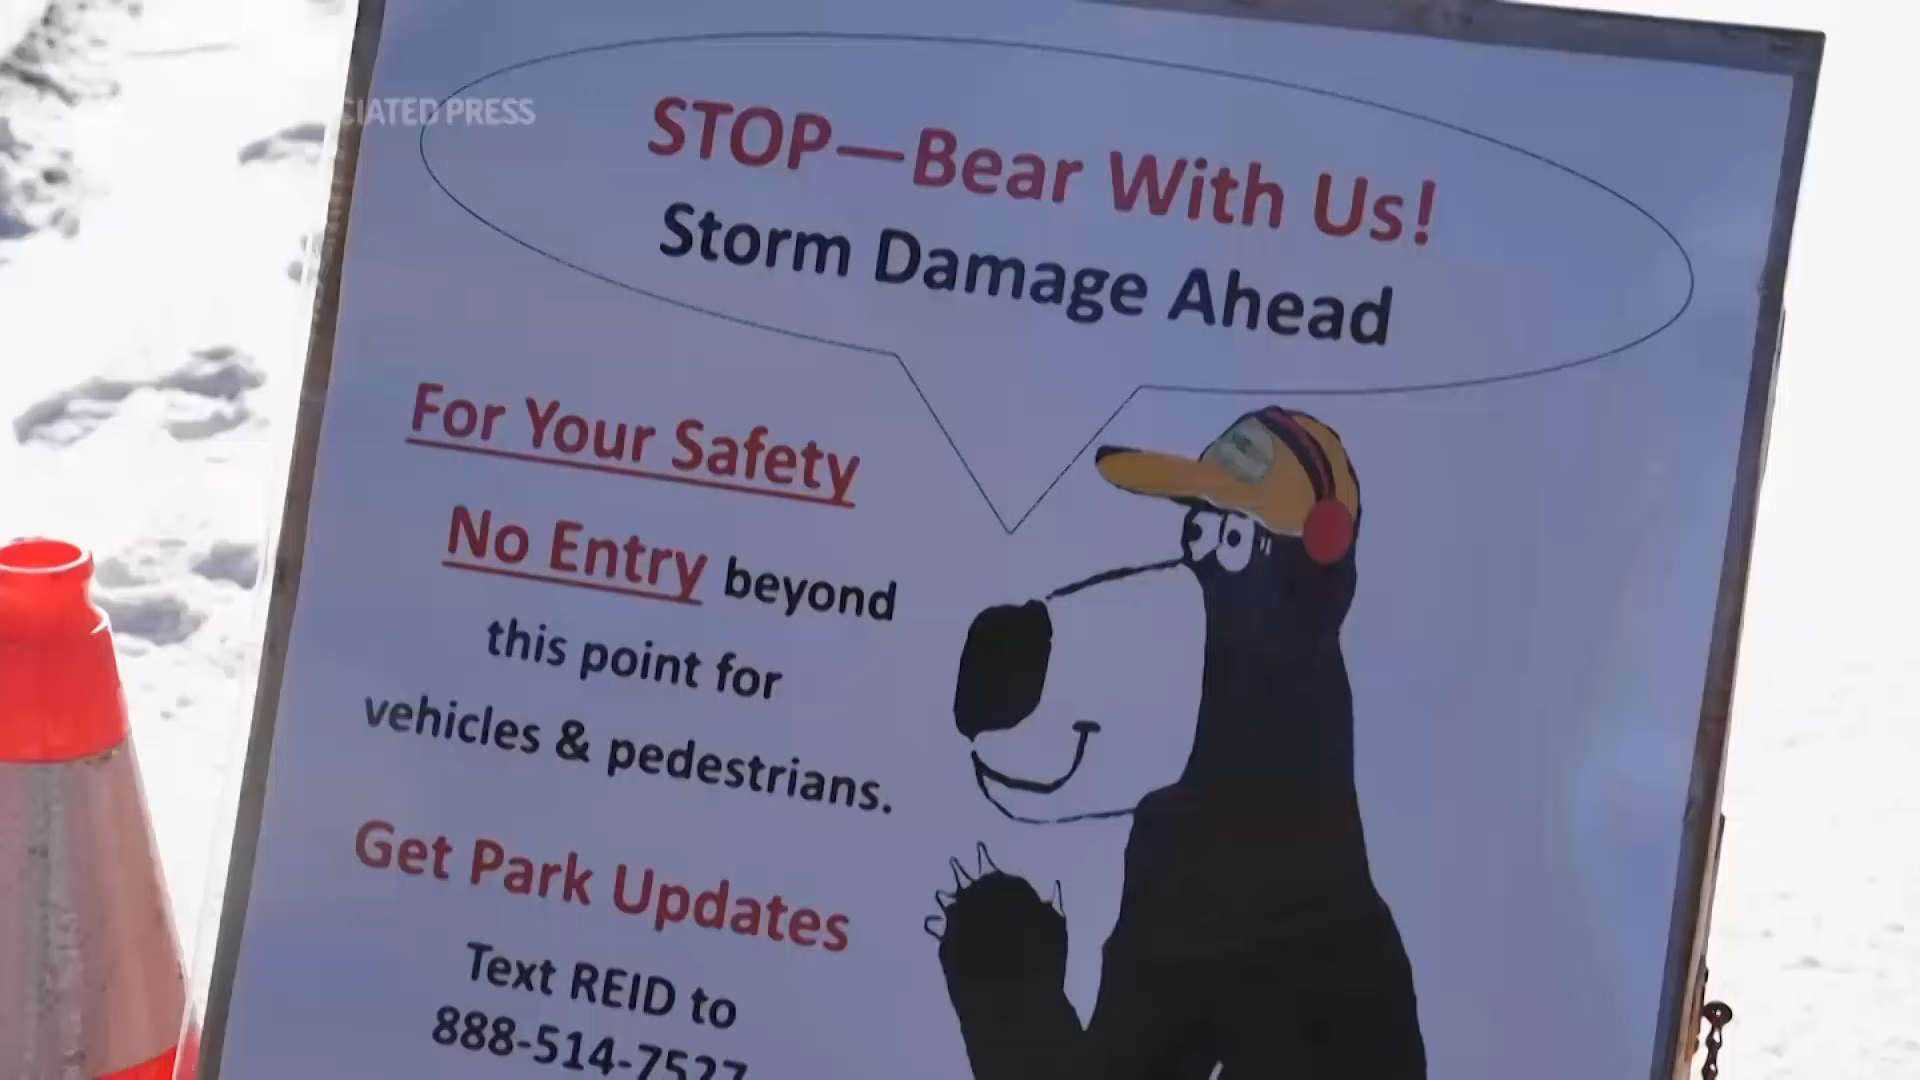 CIATED PRESS
STOP—Bear With Us!
Storm Damage Ahead
For Your Safety
No Entry beyond
this point for
vehicles & pedestrians.
Get Park Updates
Text REID to
888-514-7527